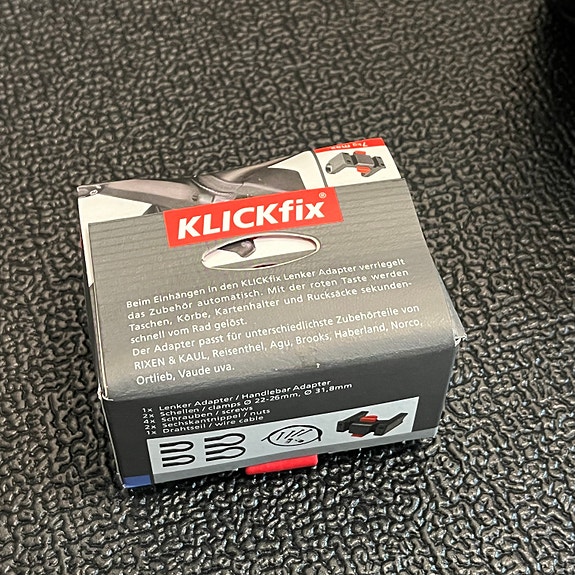 7kg max.
KLICKfix®
Beim Einhängen in den KLICKfix Lenker Adapter verriegelt
das Zubehör automatisch. Mit der roten Taste werden
Taschen, Körbe, Kartenhalter und Rucksäcke sekunden-
schnell vom Rad gelöst.
Der Adapter passt für unterschiedlichste Zubehörteile von
RIXEN & KAUL, Reisenthel, Agu, Brooks, Haberland, Norco,
Ortlieb, Vaude uva.
1x Lenker Adapter / Handlebar Adapter
2x Schellen / clamps Ø 22-26mm, Ø 31,8mm
4x Schrauben / screws
2x Sechskantnippel / nuts
1x Drahtseil / wire cable